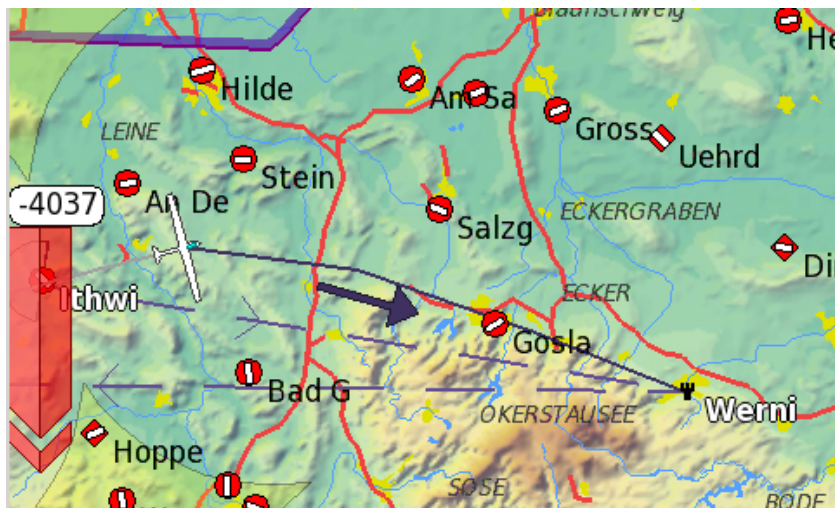 Braunschweig
He
Hilde
Am Sa
Gross
LEINE
Uehrd
Stein
An De
-4037
ECKERGRABEN
Salzg
Di
ECKER
Ithwi
Gosla
Bad G
OKERSTAUSEE
Werni
Hoppe
SOSE
BODE